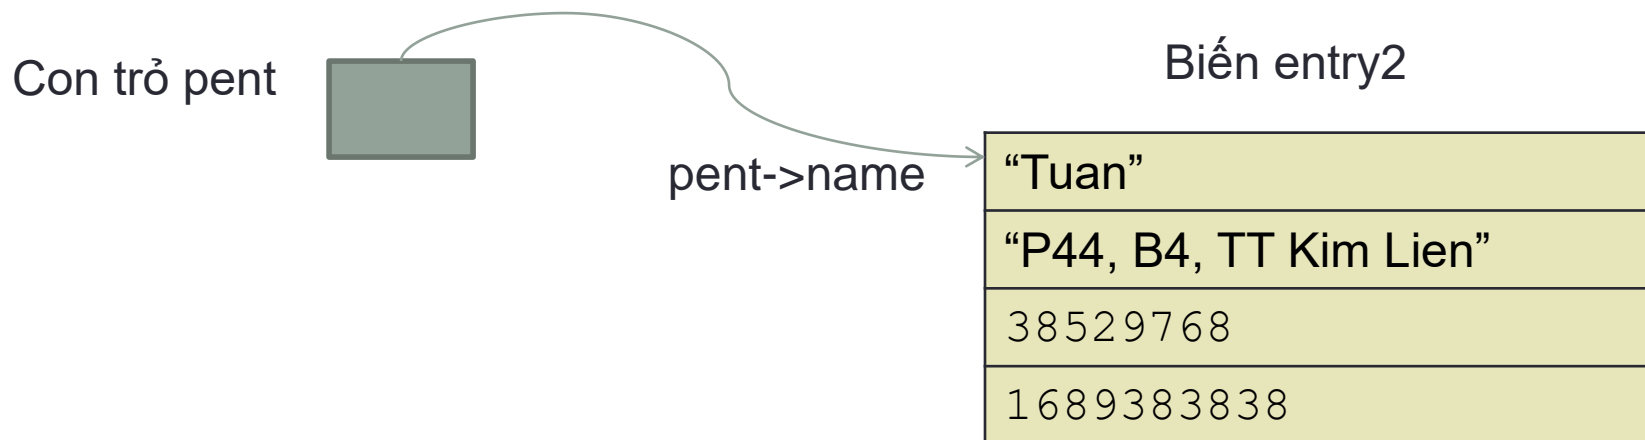 Con trỏ pent
Biến entry2
pent->name
“Tuan”
“P44, B4, TT Kim Lien”
38529768
1689383838